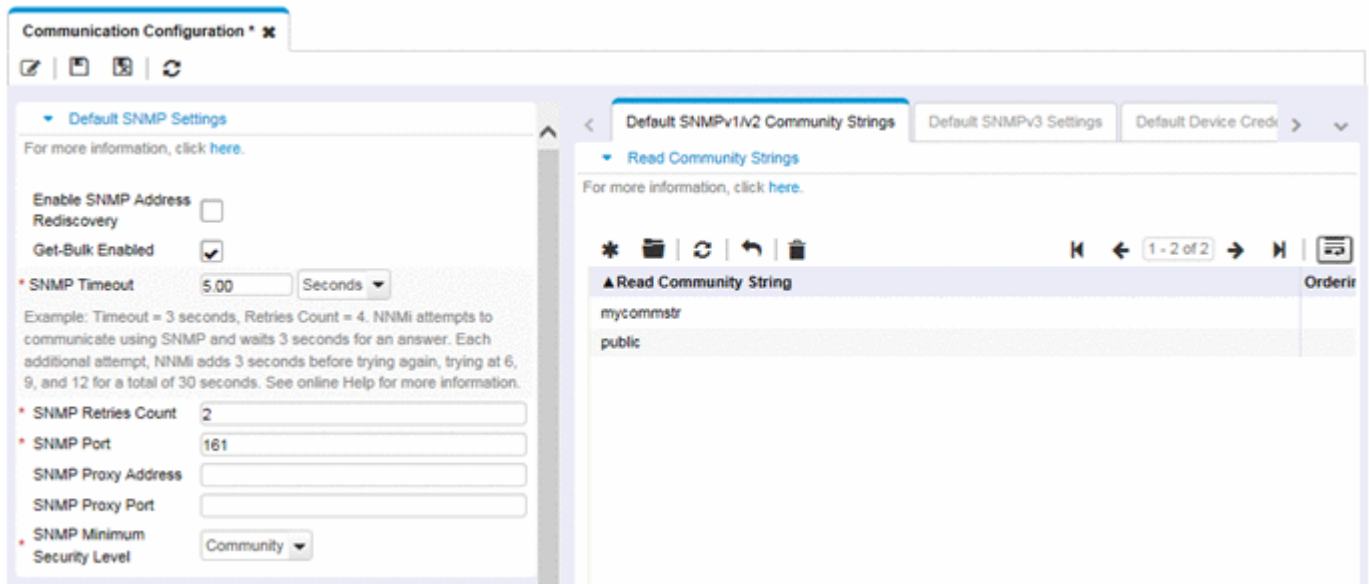 Communication Configuration *
Default SNMP Settings
For more information, click here.
Enable SNMP Address
Rediscovery
Get-Bulk Enabled
* SNMP Timeout 5.00 Seconds
Example: Timeout = 3 seconds, Retries Count = 4. NNMi attempts to
communicate using SNMP and waits 3 seconds for an answer. Each
additional attempt, NNMi adds 3 seconds before trying again, trying at 6,
9, and 12 for a total of 30 seconds. See online Help for more information.
* SNMP Retries Count 2
* SNMP Port 161
SNMP Proxy Address
SNMP Proxy Port
* SNMP Minimum
Security Level Community
Default SNMPv1/v2 Community Strings Default SNMPv3 Settings Default Device Crede
Read Community Strings
For more information, click here.
1 - 2 of 2
▲Read Community String Orderin
mycommstr
public